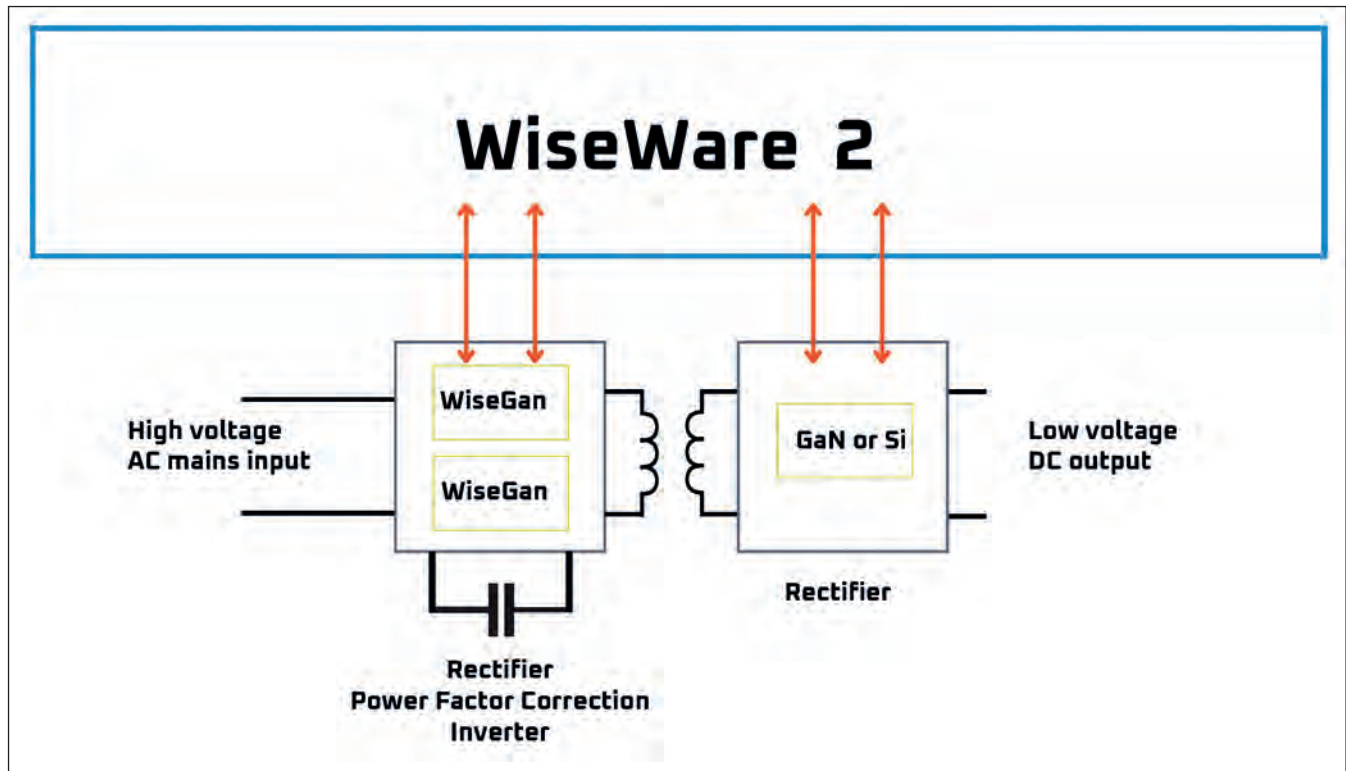 WiseWare 2
WiseGan
WiseGan
High voltage
AC mains input
GaN or Si
Low voltage
DC output
Rectifier
Rectifier
Power Factor Correction
Inverter